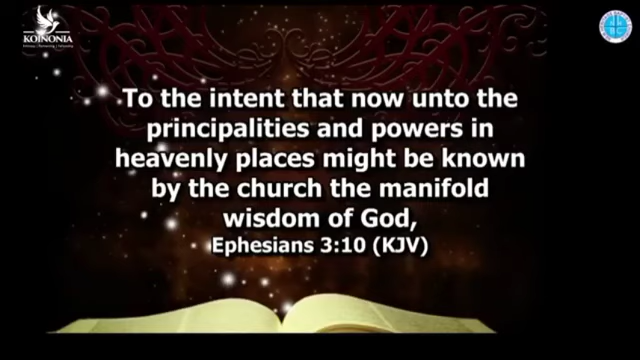 KOINONIA
To the intent that now unto the
principalities and powers in
heavenly places might be known
by the church the manifold
wisdom of God,
Ephesians 3:10 (KJV)